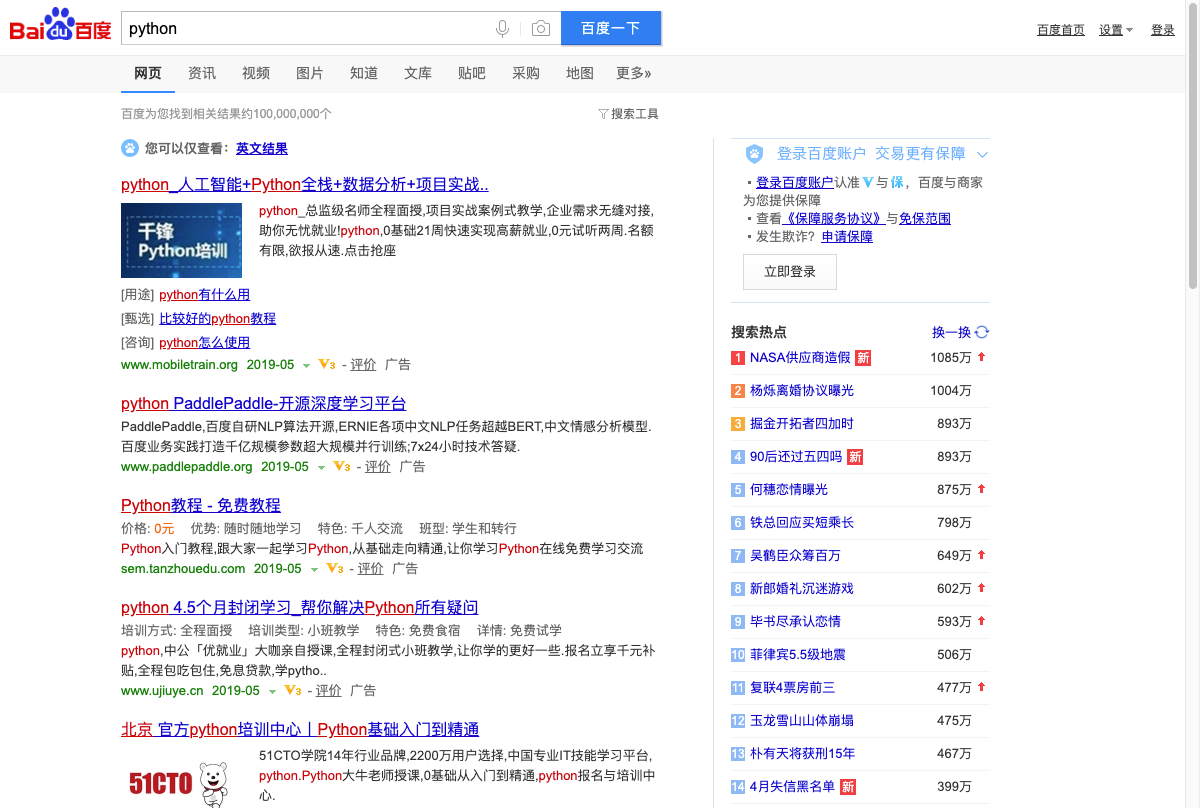 Bai du 百度
python
百度一下
百度首页 设置 登录
网页 资讯 视频 图片 知道 文库 贴吧 采购 地图 更多»
百度为您找到相关结果约100,000,000个
搜索工具
您可以仅查看：英文结果
python_人工智能+Python全栈+数据分析+项目实战..
千锋
Python培训
python_总监级名师全程面授,项目实战案例式教学,企业需求无缝对接,
助你无忧就业!python,0基础21周快速实现高薪就业,0元试听两周.名额
有限,欲报从速.点击抢座
[用途] python有什么用
[甄选] 比较好的python教程
[咨询] python怎么使用
www.mobiletrain.org 2019-05 V3 - 评价 广告
python PaddlePaddle-开源深度学习平台
PaddlePaddle,百度自研NLP算法开源,ERNIE各项中文NLP任务超越BERT,中文情感分析模型.
百度业务实践打造千亿规模参数超大规模并行训练;7x24小时技术答疑.
www.paddlepaddle.org 2019-05 V3 - 评价 广告
Python教程 - 免费教程
价格: 0元 优势: 随时随地学习 特色: 千人交流 班型: 学生和转行
Python入门教程,跟大家一起学习Python,从基础走向精通,让你学习Python在线免费学习交流
sem.tanzhouedu.com 2019-05 V3 - 评价 广告
python 4.5个月封闭学习_帮你解决Python所有疑问
培训方式: 全程面授 培训类型: 小班教学 特色: 免费食宿 详情: 免费试学
python,中公「优就业」大咖亲自授课,全程封闭式小班教学,让你学的更好一些.报名立享千元补
贴,全程包吃包住,免息贷款,学pytho..
www.ujiuye.cn 2019-05 V3 - 评价 广告
北京 官方python培训中心丨Python基础入门到精通
51CTO
51CTO学院14年行业品牌,2200万用户选择,中国专业IT技能学习平台,
python.Python大牛老师授课,0基础从入门到精通,python报名与培训中
心.
登录百度账户 交易更有保障
·登录百度账户认准V与保，百度与商家
为您提供保障
·查看《保障服务协议》与免保范围
·发生欺诈？申请保障
立即登录
搜索热点 换一换
1 NASA供应商造假 新 1085万
2 杨烁离婚协议曝光 1004万
3 掘金开拓者四加时 893万
4 90后还过五四吗 新 893万
5 何穗恋情曝光 875万
6 铁总回应买短乘长 798万
7 吴鹤臣众筹百万 649万
8 新郎婚礼沉迷游戏 602万
9 毕书尽承认恋情 593万
10 菲律宾5.5级地震 506万
11 复联4票房前三 477万
12 玉龙雪山山体崩塌 475万
13 朴有天将获刑15年 467万
14 4月失信黑名单 新 399万